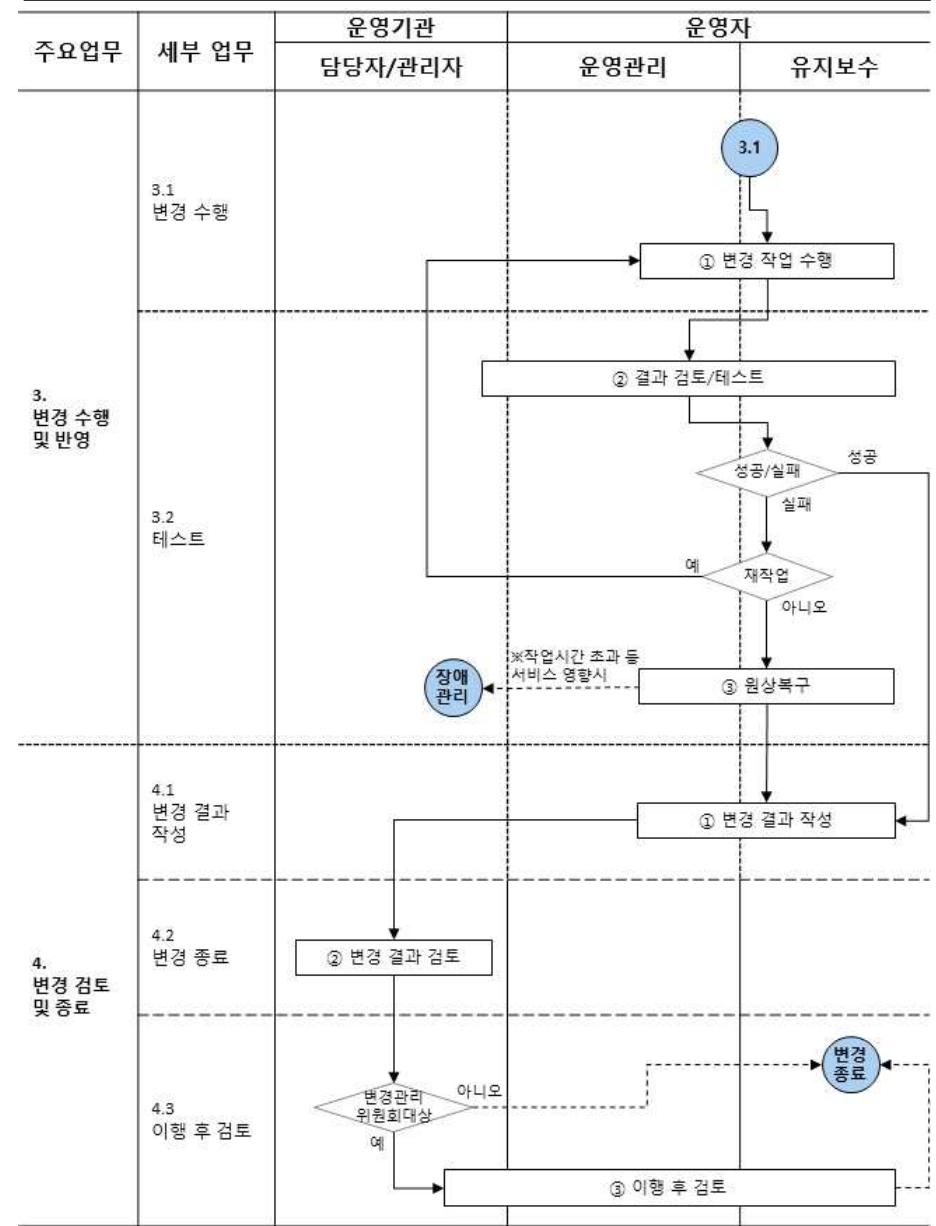 주요업무
세부 업무
운영기관
운영자
담당자/관리자
운영관리
유지보수
3.1
3.1
변경 수행
① 변경 작업 수행
② 결과 검토/테스트
3.
변경 수행
및 반영
성공/실패
성공
실패
3.2
테스트
예
재작업
아니오
※작업시간 초과 등
서비스 영향시
장애
관리
③ 원상복구
4.1
변경 결과
작성
① 변경 결과 작성
4.2
변경 종료
② 변경 결과 검토
4.
변경 검토
및 종료
변경
종료
4.3
이행 후 검토
변경관리
위원회대상
아니오
예
③ 이행 후 검토